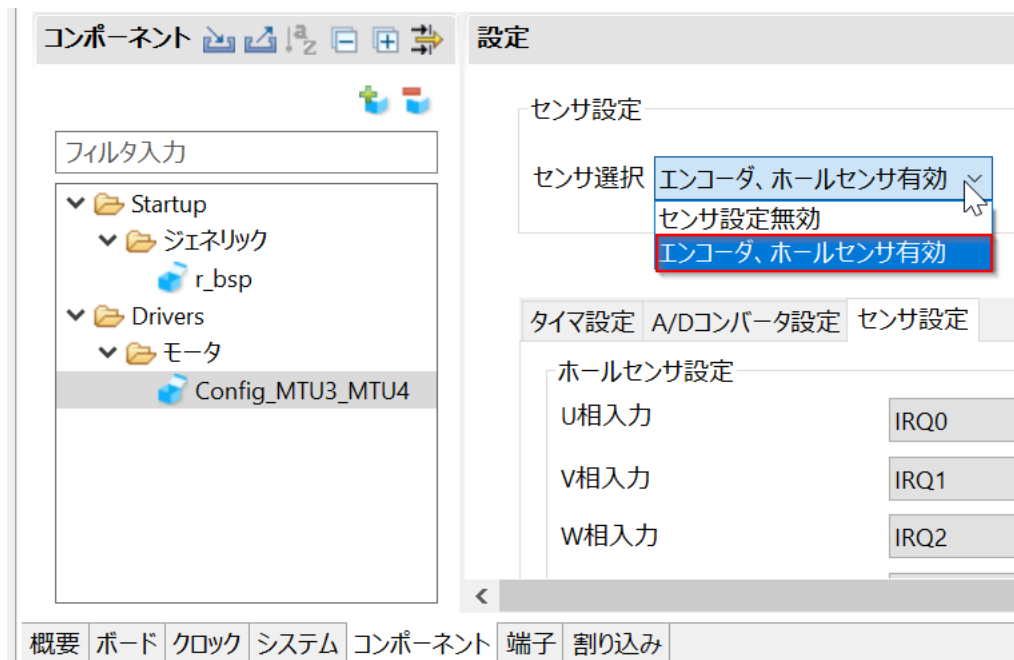 コンポーネント
設定
フィルタ入力
Startup
ジェネリック
r_bsp
Drivers
モータ
Config_MTU3_MTU4
センサ設定
センサ選択 エンコーダ、ホールセンサ有効
センサ設定無効
エンコーダ、ホールセンサ有効
タイマ設定 A/Dコンバータ設定 センサ設定
ホールセンサ設定
U相入力 IRQ0
V相入力 IRQ1
W相入力 IRQ2
概要 ボード クロック システム コンポーネント 端子 割り込み